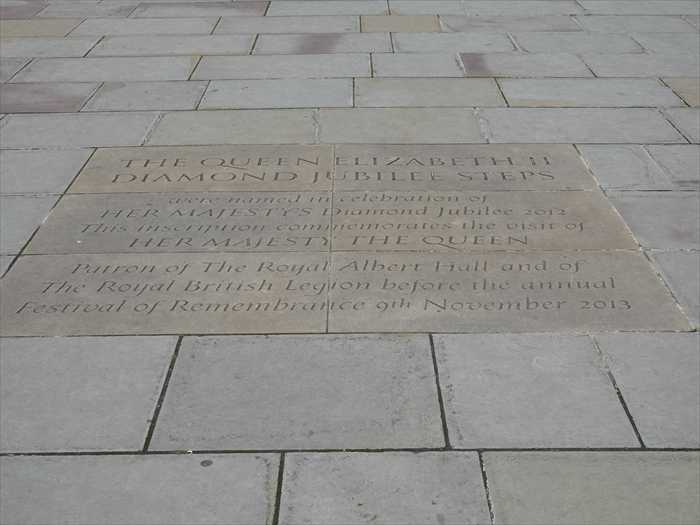 THE QUEEN ELIZABETH II
DIAMOND JUBILEE STEPS
were named in celebration of
HER MAJESTY'S Diamond Jubilee 2012
This inscription commemorates the visit of
HER MAJESTY THE QUEEN
Patron of The Royal Albert Hall and of
The Royal British Legion before the annual
Festival of Remembrance 9th November 2013